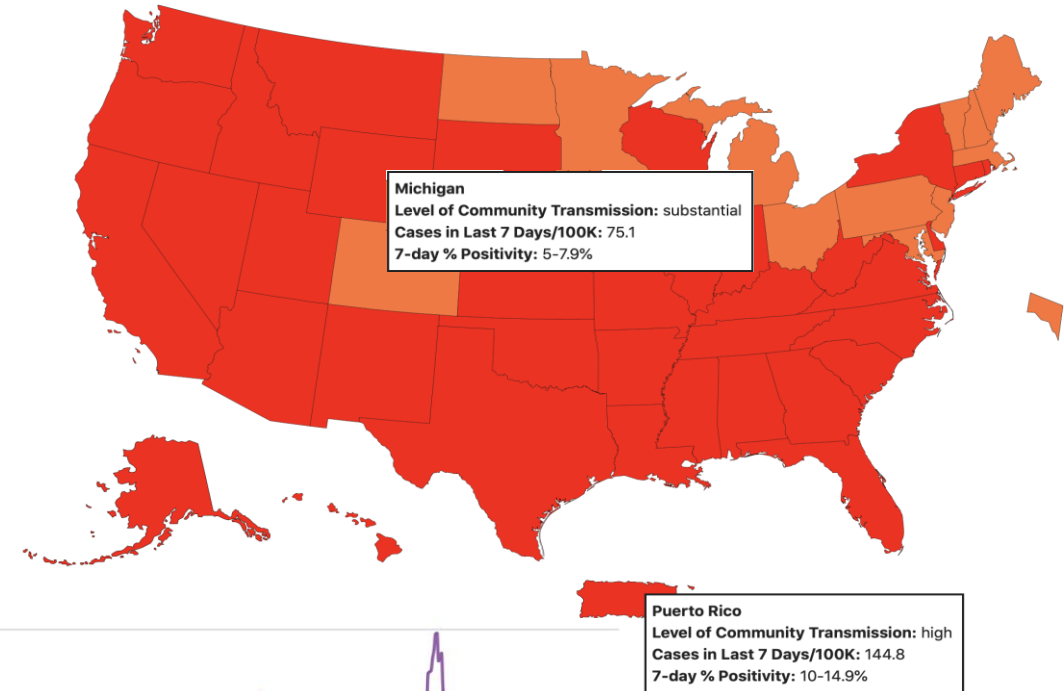 Michigan
Level of Community Transmission: substantial
Cases in Last 7 Days/100K: 75.1
7-day % Positivity: 5-7.9%
Puerto Rico
Level of Community Transmission: high
Cases in Last 7 Days/100K: 144.8
7-day % Positivity: 10-14.9%